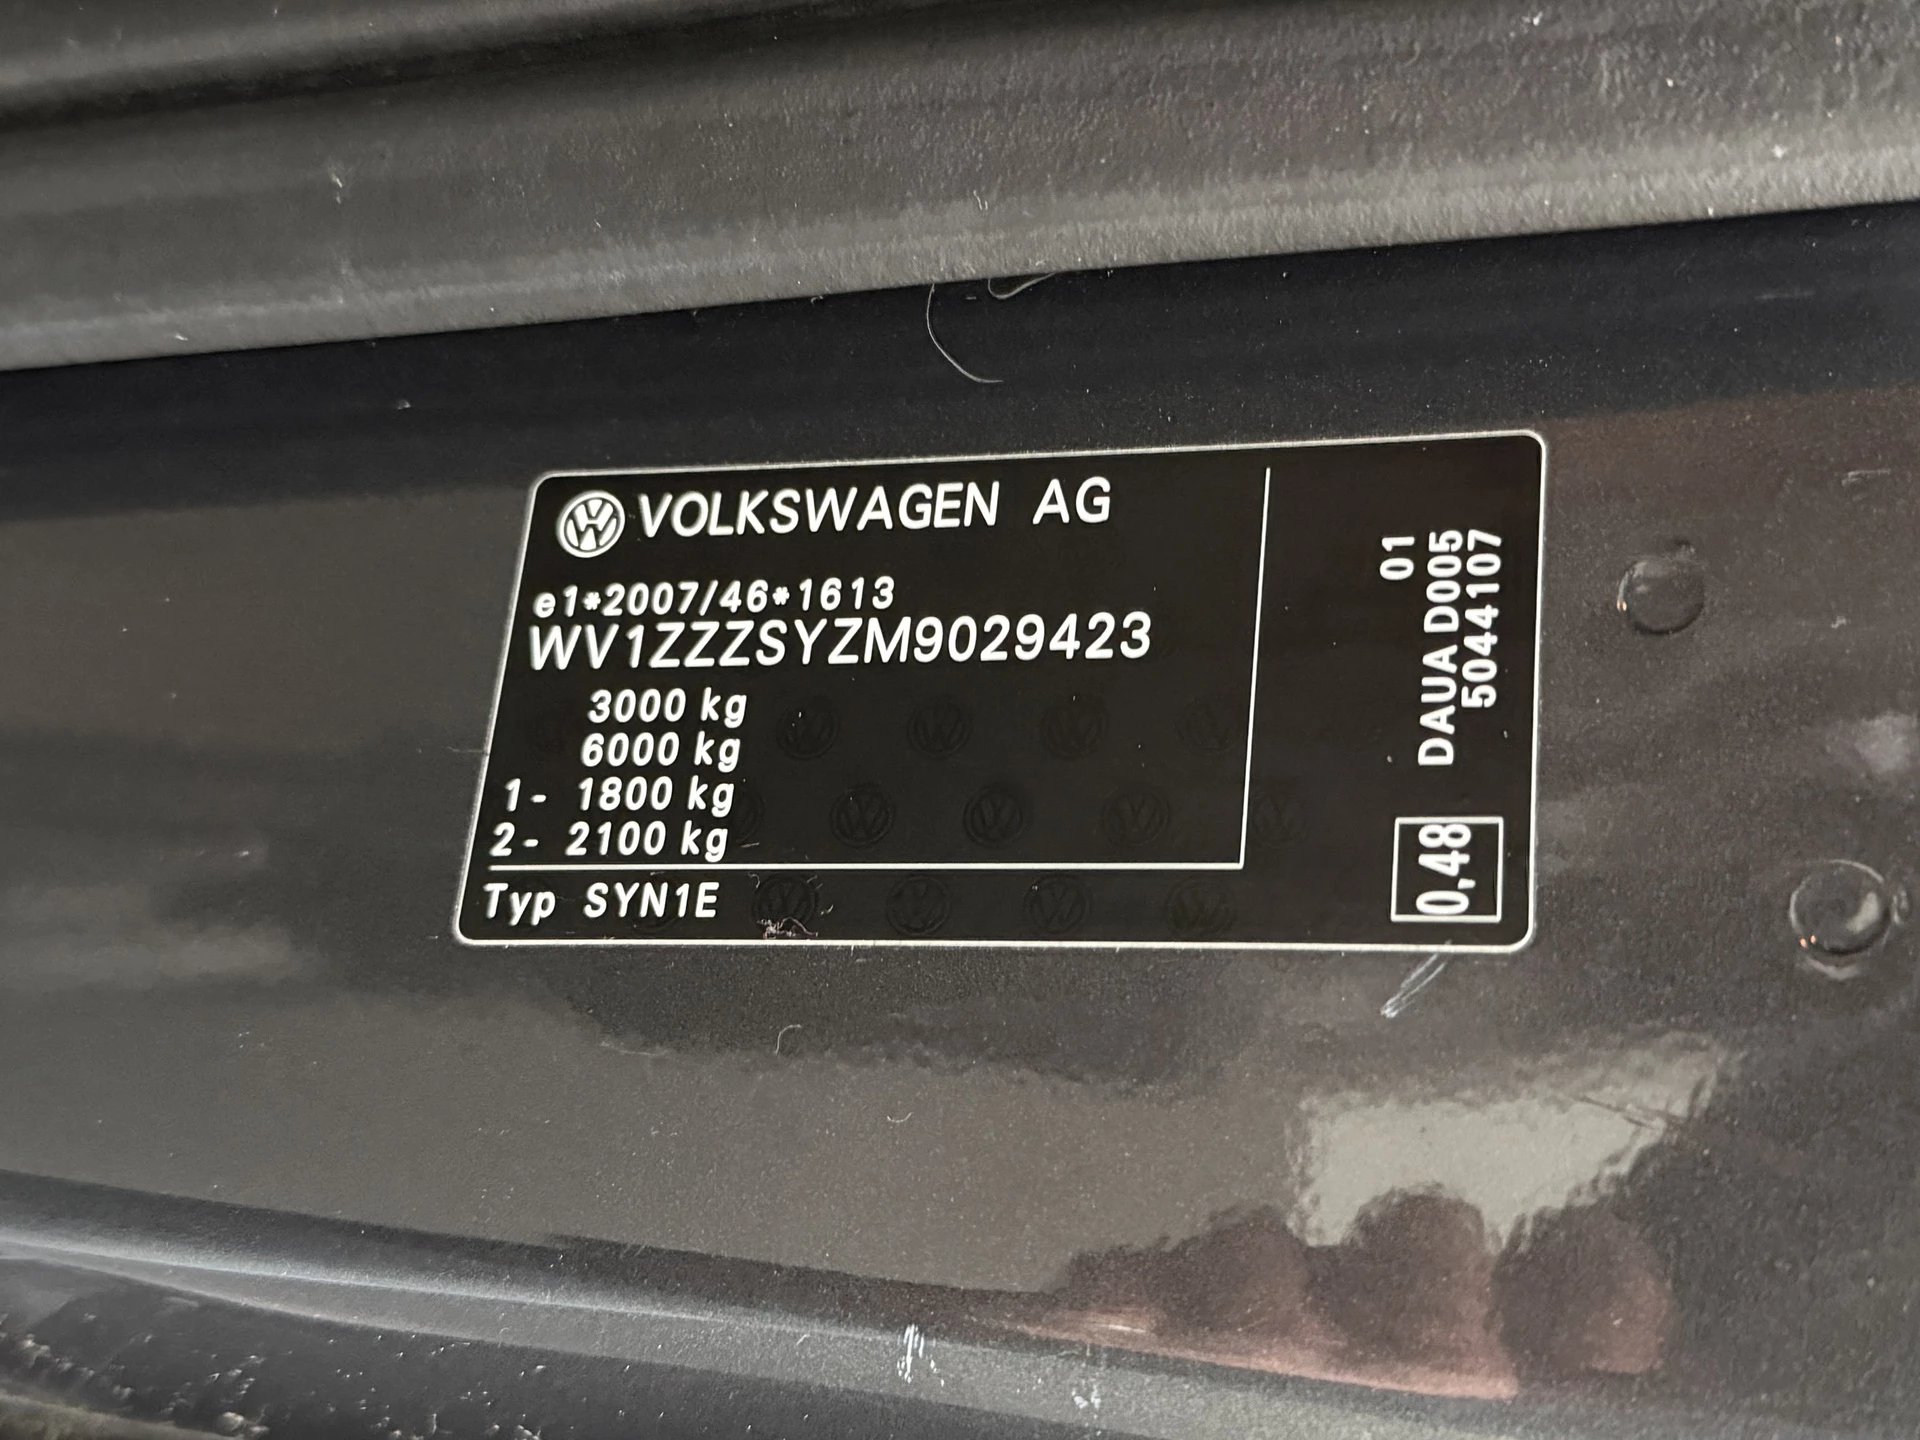 VOLKSWAGEN AG
e1*2007/46*1613
WV1ZZZSYZM9029423
3000 kg
6000 kg
1- 1800 kg
2- 2100 kg
Typ SYN1E
01
DAUA D005
5044107
0,48